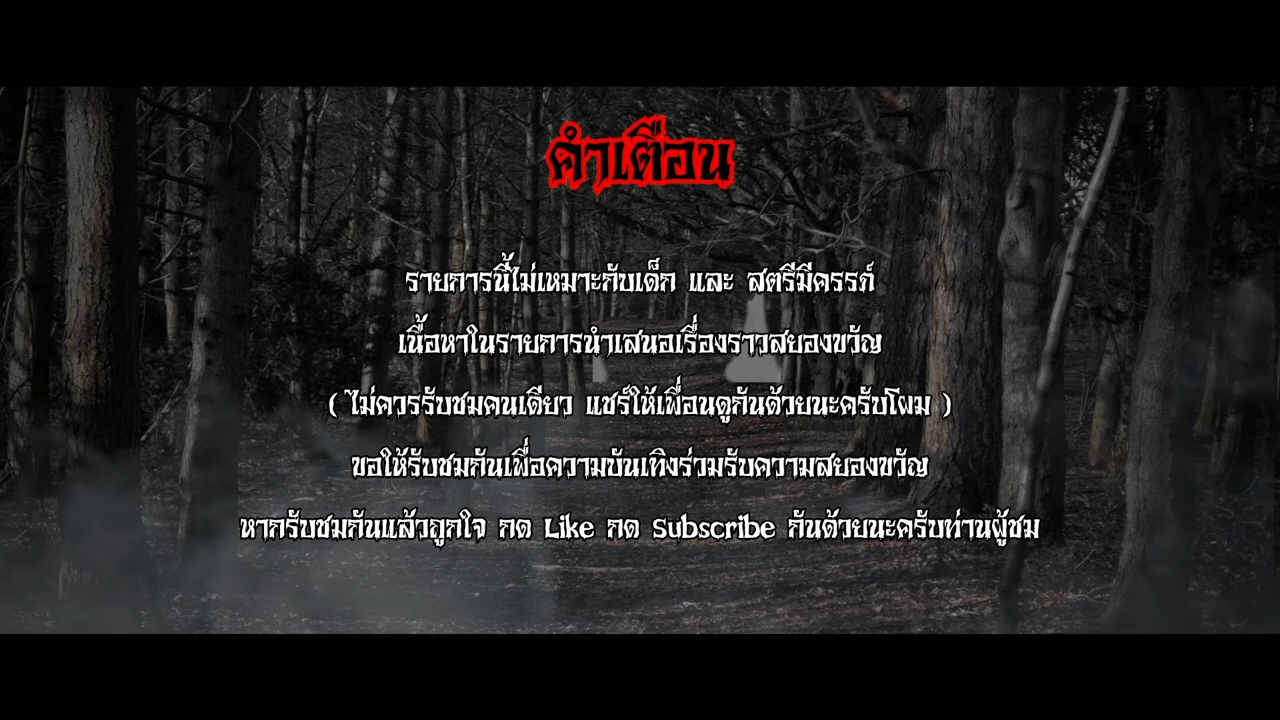 คำเตือน
รายการนี้ไม่เหมาะกับเด็ก และ สตรีมีครรภ์
เนื้อหาในรายการนำเสนอเรื่องราวสยองขวัญ
( ไม่ควรรับชมคนเดียว แชร์ให้เพื่อนดูกันด้วยนะครับโผม )
ขอให้รับชมกันเพื่อความบันเทิงร่วมรับความสยองขวัญ
หากรับชมกันแล้วถูกใจ กด Like กด Subscribe กันด้วยนะครับท่านผู้ชม